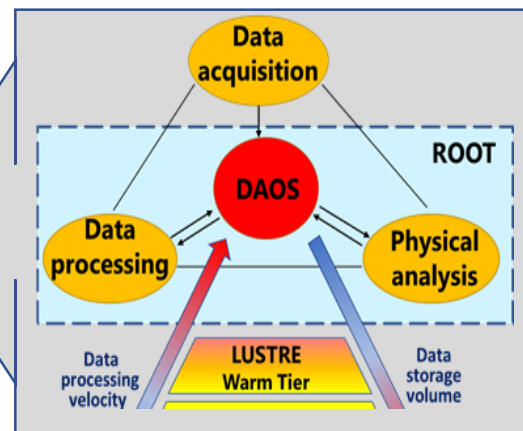 Data
acquisition
ROOT
DAOS
Data
processing
Physical
analysis
Data
processing
velocity
LUSTRE
Warm Tier
Data
storage
volume